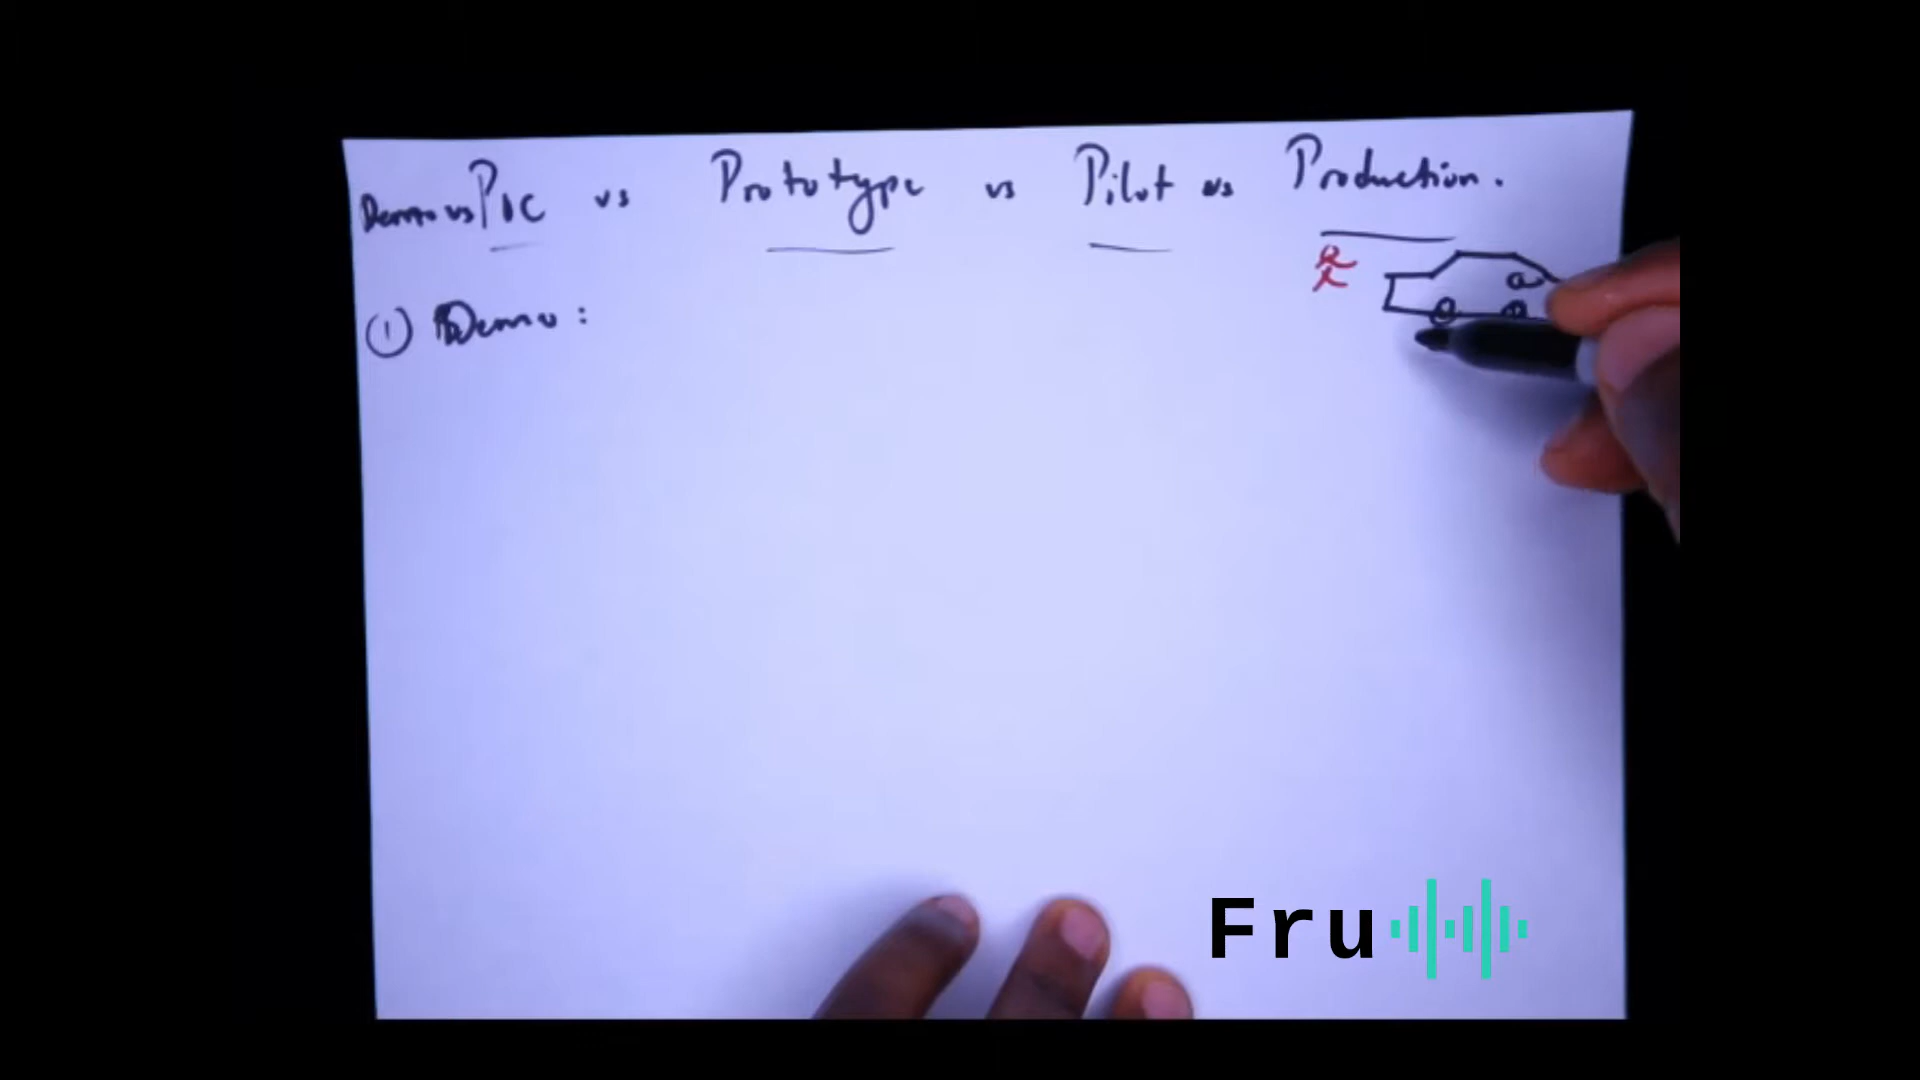 Demo vs PoC vs Prototype vs Pilot vs Production.
① Demo :
Fru